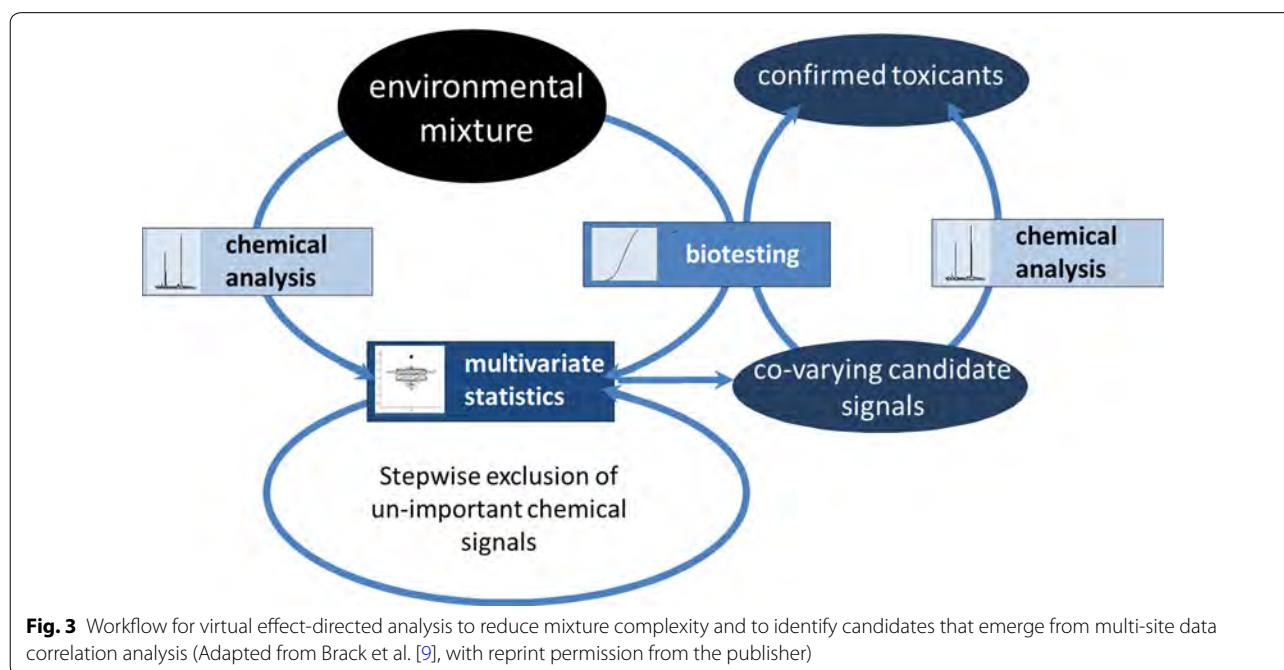 environmental
mixture
confirmed toxicants
chemical
analysis
biotesting
chemical
analysis
multivariate
statistics
co-varying candidate
signals
Stepwise exclusion of
un-important chemical
signals
Fig. 3 Workflow for virtual effect-directed analysis to reduce mixture complexity and to identify candidates that emerge from multi-site data
correlation analysis (Adapted from Brack et al. [9], with reprint permission from the publisher)